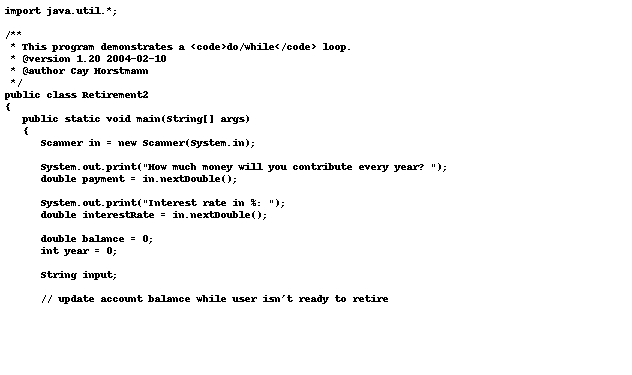 import java.util.*;
/**
 * This program demonstrates a <code>do/while</code> loop.
 * @version 1.20 2004-02-10
 * @author Cay Horstmann
 */
public class Retirement2
{
   public static void main(String[] args)
   {
      Scanner in = new Scanner(System.in);
      System.out.print("How much money will you contribute every year? ");
      double payment = in.nextDouble();
      System.out.print("Interest rate in %: ");
      double interestRate = in.nextDouble();
      double balance = 0;
      int year = 0;
      String input;
      // update account balance while user isn't ready to retire